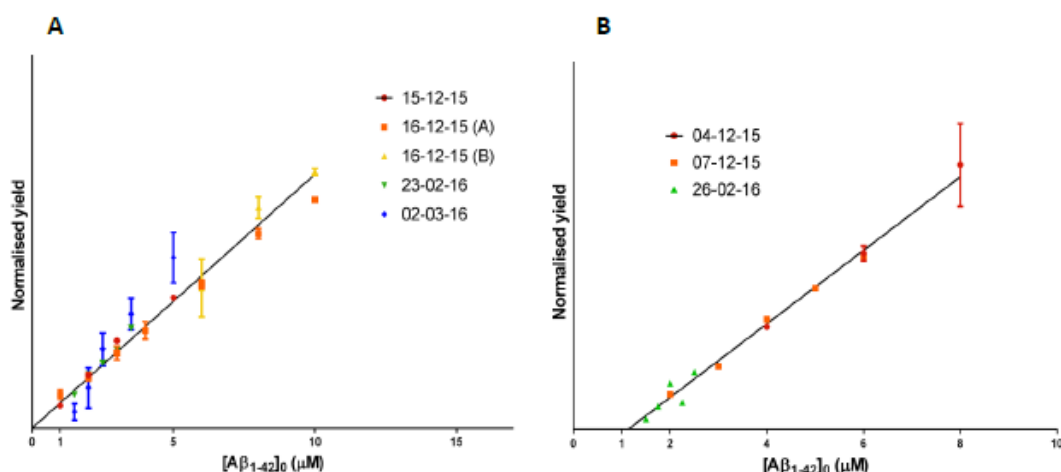 A
15-12-15
16-12-15 (A)
16-12-15 (B)
23-02-16
02-03-16
Normalised yield
0 1 5 10 15
[Aβ1-42]0 (μM)
B
04-12-15
07-12-15
26-02-16
Normalised yield
0 2 4 6 8 10
[Aβ1-42]0 (μM)